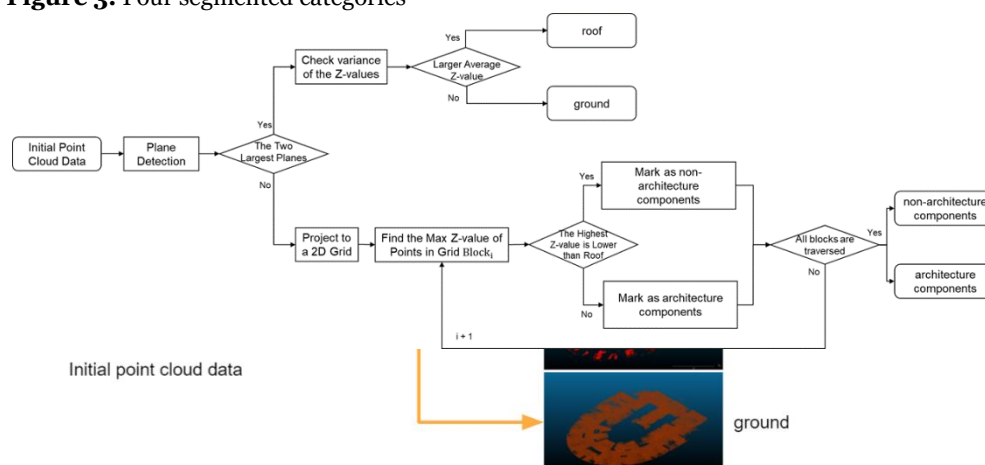 Figure 3. Four segmented categories
Yes
roof
Check variance
of the Z-values
Larger Average
Z-value
No
ground
Yes
Initial Point
Cloud Data
Plane
Detection
The Two
Largest Planes
No
Project to
a 2D Grid
Find the Max Z-value of
Points in Grid Blockᵢ
The Highest
Z-value is Lower
than Roof
Yes
Mark as non-
architecture
components
No
Mark as architecture
components
All blocks are
traversed
Yes
No
non-architecture
components
architecture
components
i + 1
Initial point cloud data
ground